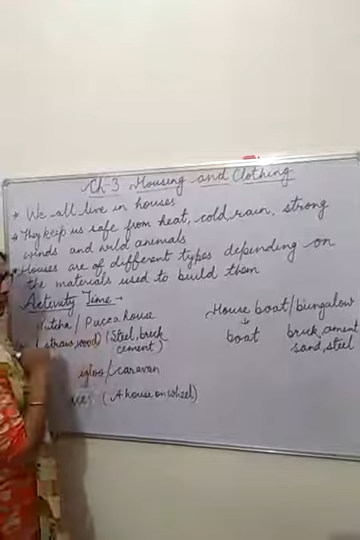 Ch-3 Housing and Clothing
* We all live in houses
* They keep us safe from heat, cold, rain, strong
winds and wild animals
* Houses are of different types depending on
the materials used to build them
Activity Time →
Kutcha / Pucca house
straw, wood) (Steel, brick
cement)
igloo / caravan
(A house on wheel)
House boat / bungalow
boat
brick, cement
sand, steel